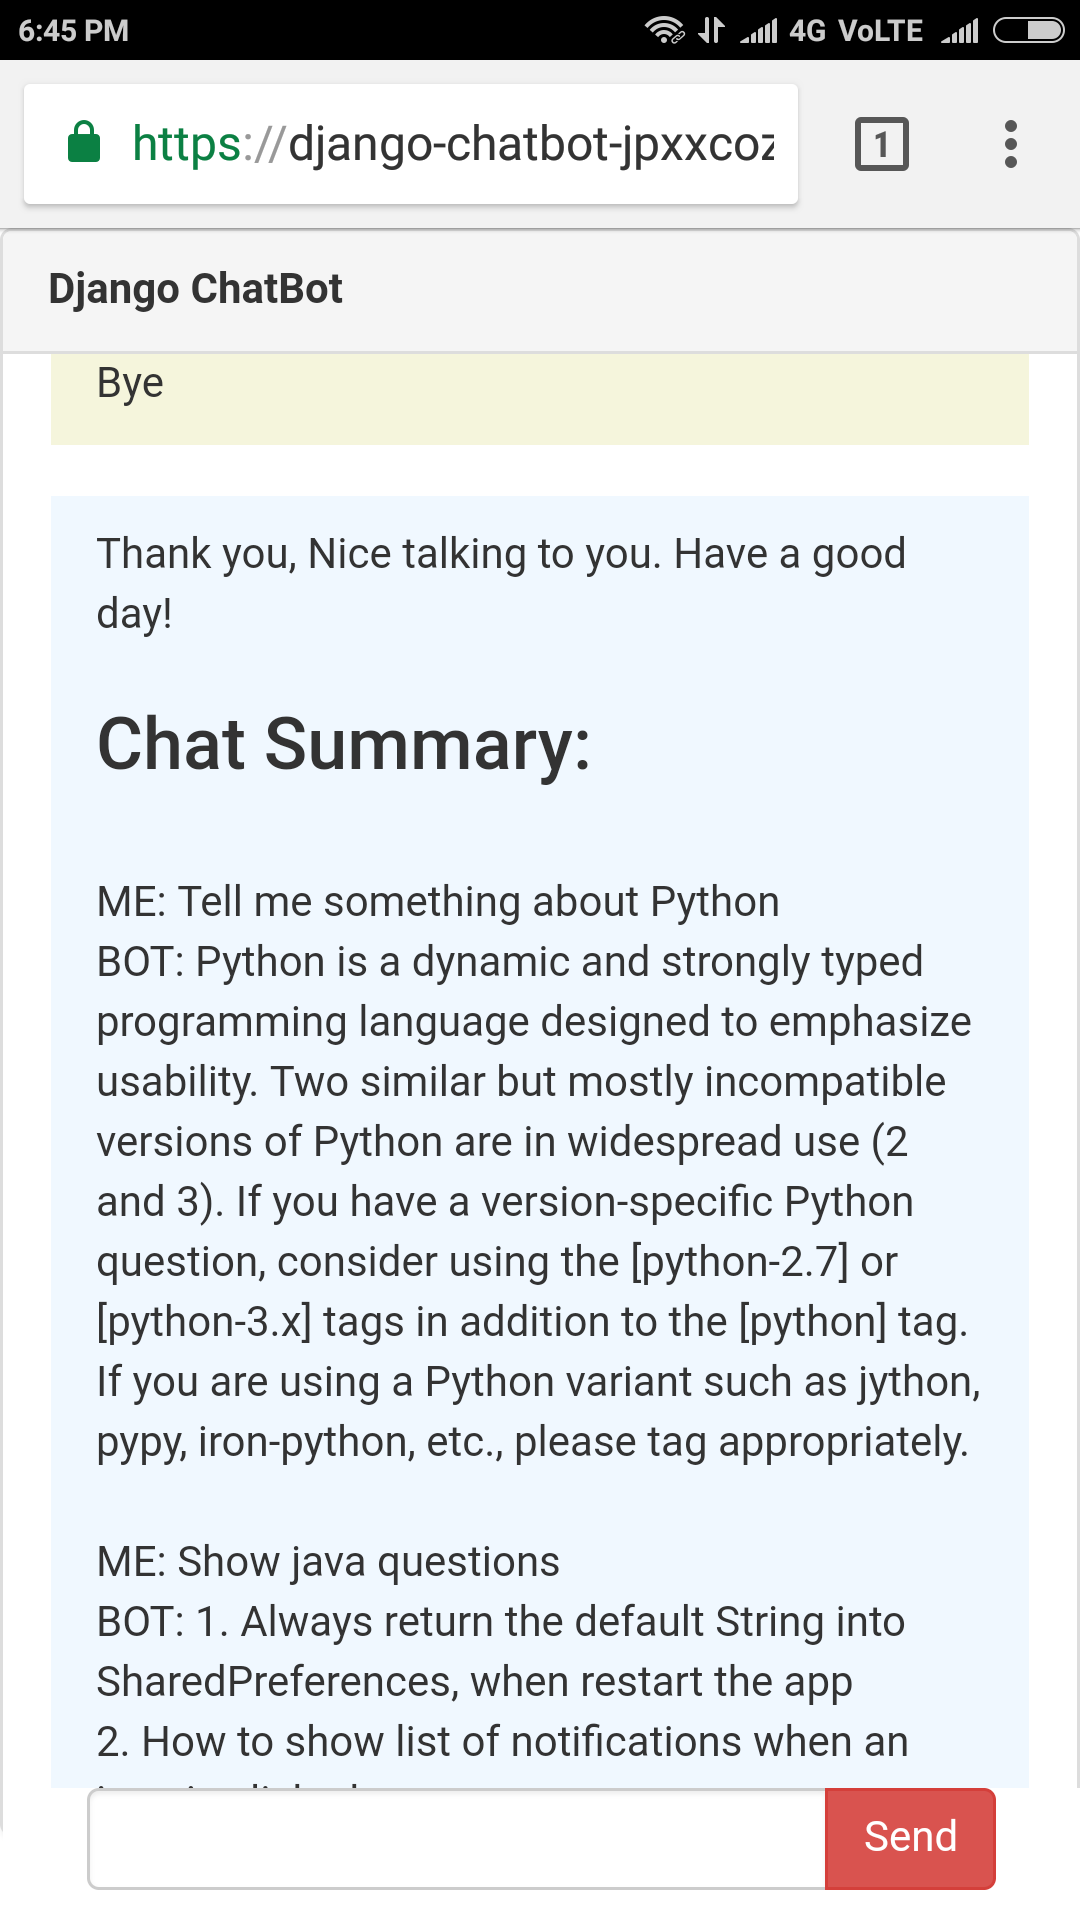 6:45 PM
4G VoLTE
https://django-chatbot-jpxxcoz
1
Django ChatBot
Bye
Thank you, Nice talking to you. Have a good
day!
Chat Summary:
ME: Tell me something about Python
BOT: Python is a dynamic and strongly typed
programming language designed to emphasize
usability. Two similar but mostly incompatible
versions of Python are in widespread use (2
and 3). If you have a version-specific Python
question, consider using the [python-2.7] or
[python-3.x] tags in addition to the [python] tag.
If you are using a Python variant such as jython,
pypy, iron-python, etc., please tag appropriately.
ME: Show java questions
BOT: 1. Always return the default String into
SharedPreferences, when restart the app
2. How to show list of notifications when an
Send